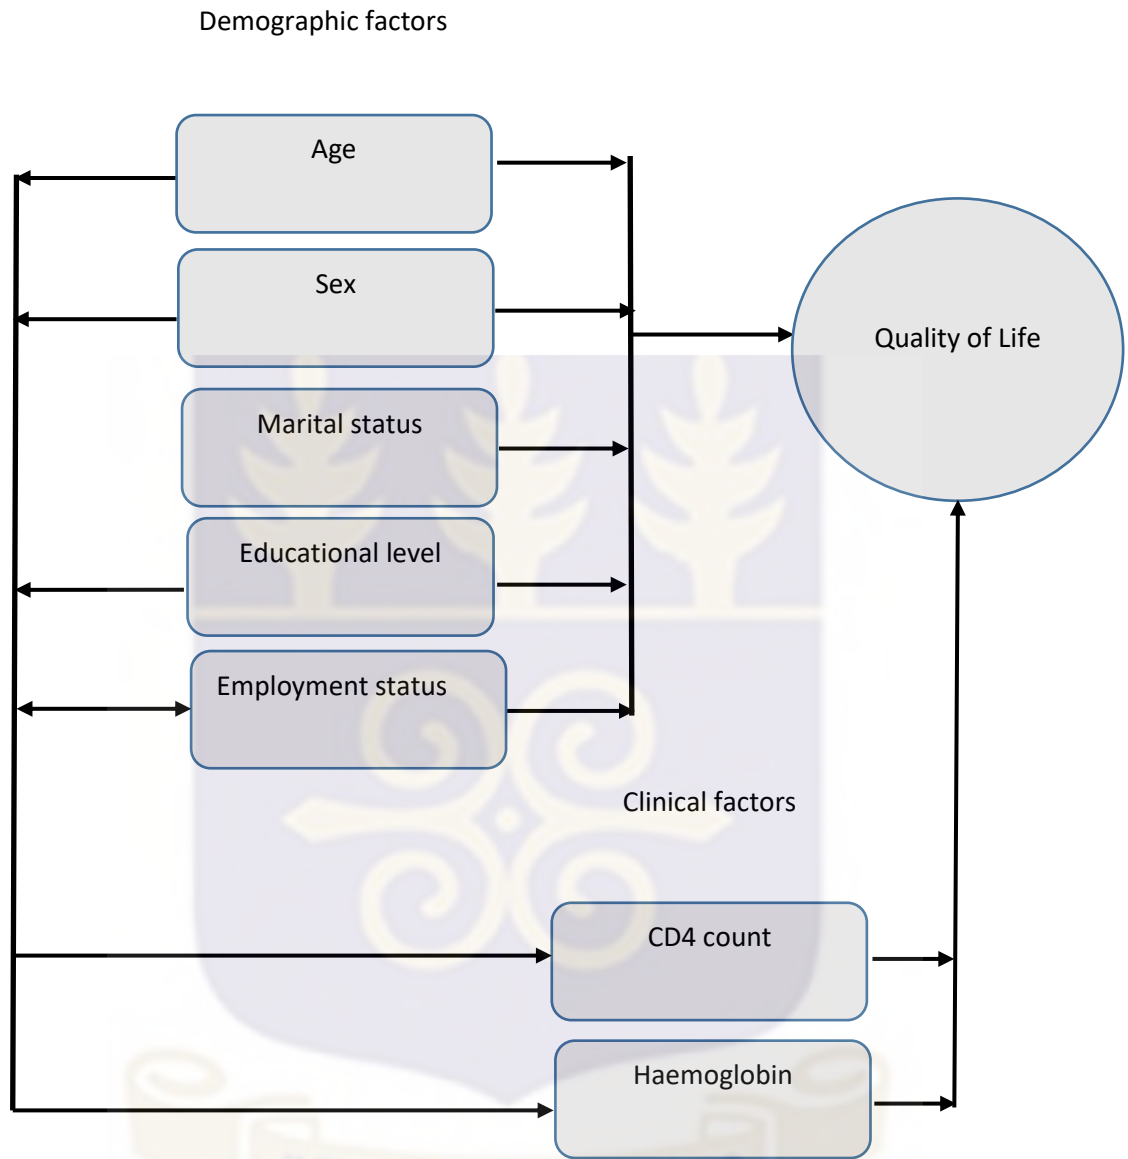 Demographic factors
Age
Sex
Quality of Life
Marital status
Educational level
Employment status
Clinical factors
CD4 count
Haemoglobin